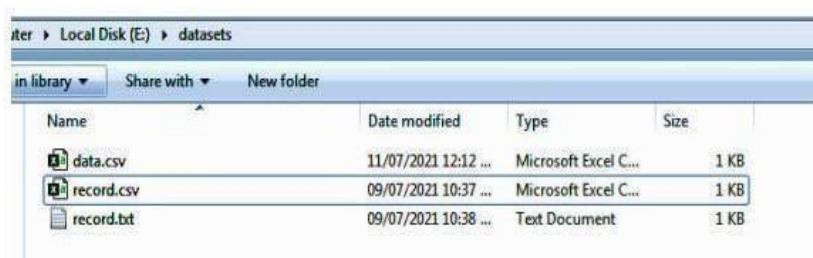 uter ▸ Local Disk (E:) ▸ datasets
in library ▾ Share with ▾ New folder
Name Date modified Type Size
data.csv 11/07/2021 12:12 ... Microsoft Excel C... 1 KB
record.csv 09/07/2021 10:37 ... Microsoft Excel C... 1 KB
record.txt 09/07/2021 10:38 ... Text Document 1 KB